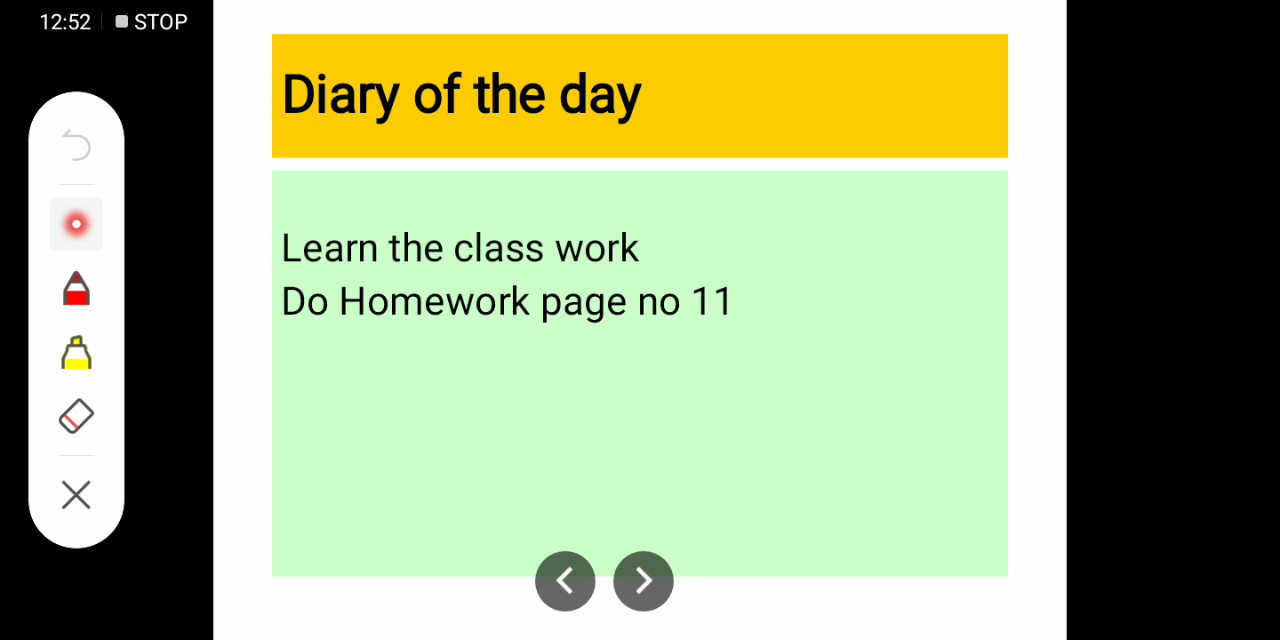 12:52 STOP
Diary of the day
Learn the class work
Do Homework page no 11